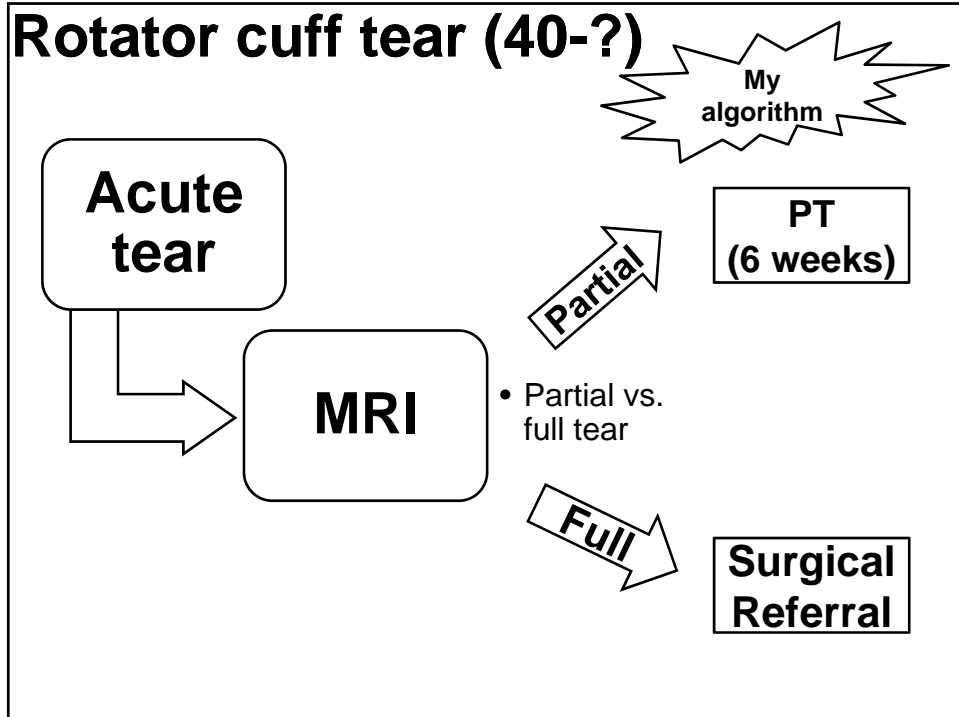 Rotator cuff tear (40-?)
My
algorithm
Acute
tear
MRI
• Partial vs.
full tear
Partial
PT
(6 weeks)
Full
Surgical
Referral